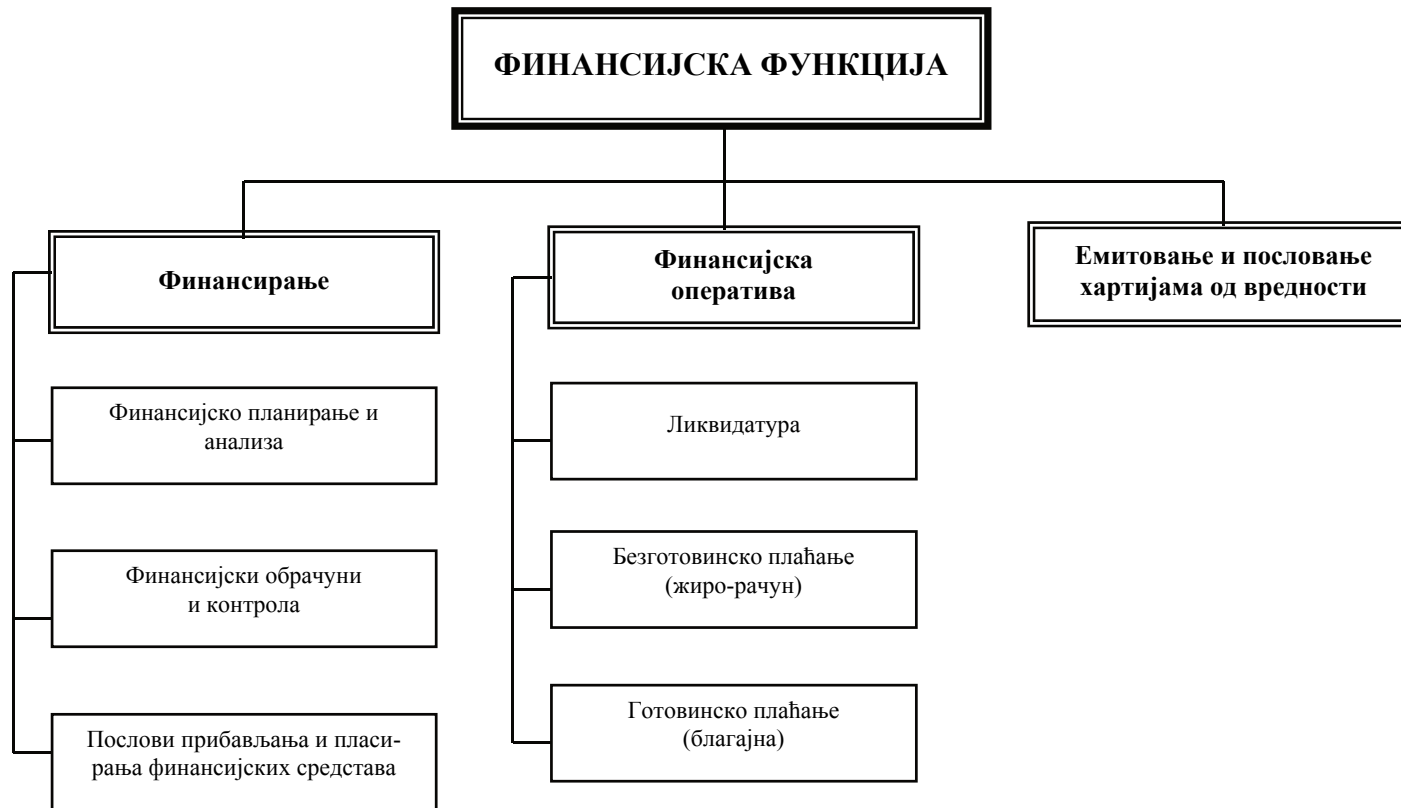 ФИНАНСИЈСКА ФУНКЦИЈА
Финансирање
Финансијско планирање и
анализа
Финансијски обрачуни
и контрола
Послови прибављања и пласи-
рања финансијских средстава
Финансијска
оператива
Ликвидатура
Безготовинско плаћање
(жиро-рачун)
Готовинско плаћање
(благајна)
Емитовање и пословање
хартијама од вредности